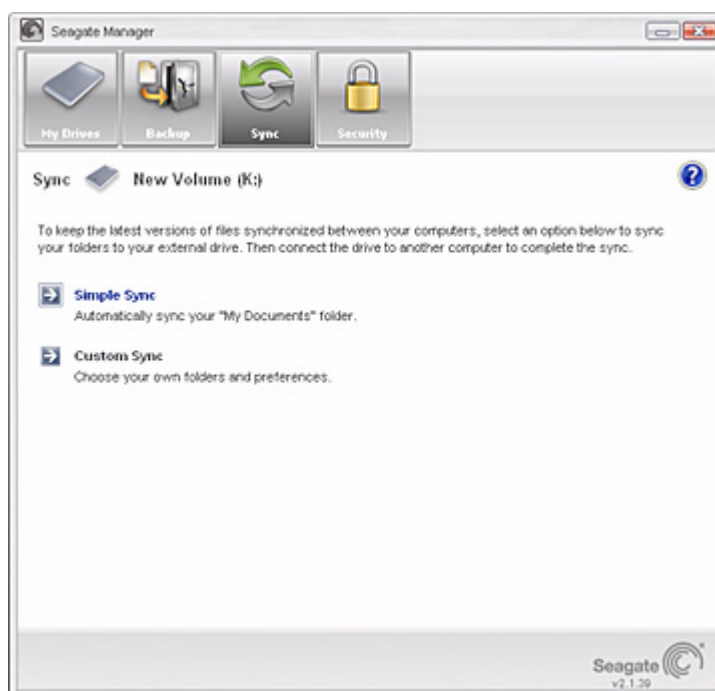 Seagate Manager
My Drives Backup Sync Security
Sync New Volume (K:)
To keep the latest versions of files synchronized between your computers, select an option below to sync
your folders to your external drive. Then connect the drive to another computer to complete the sync.
Simple Sync
Automatically sync your "My Documents" folder.
Custom Sync
Choose your own folders and preferences.
Seagate
v2.1.39